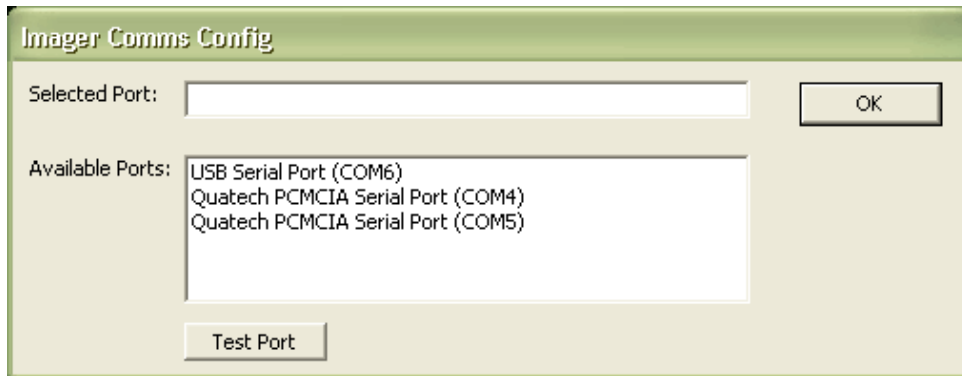 Imager Comms Config
Selected Port:
OK
Available Ports:
USB Serial Port (COM6)
Quatech PCMCIA Serial Port (COM4)
Quatech PCMCIA Serial Port (COM5)
Test Port